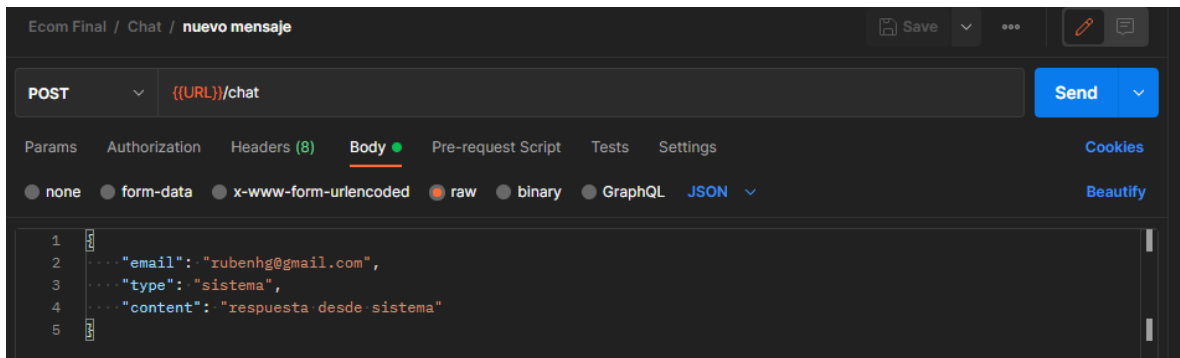 Ecom Final / Chat / nuevo mensaje
Save
POST
{{URL}}/chat
Send
Params Authorization Headers (8) Body Pre-request Script Tests Settings Cookies
none form-data x-www-form-urlencoded raw binary GraphQL JSON Beautify
1 {
2 "email": "rubenhg@gmail.com",
3 "type": "sistema",
4 "content": "respuesta desde sistema"
5 }